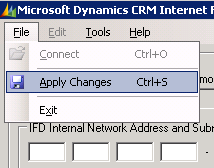 Microsoft Dynamics CRM Internet
File Edit Tools Help
Connect Ctrl+O
Apply Changes Ctrl+S
Exit
IFD Internal Network Address and